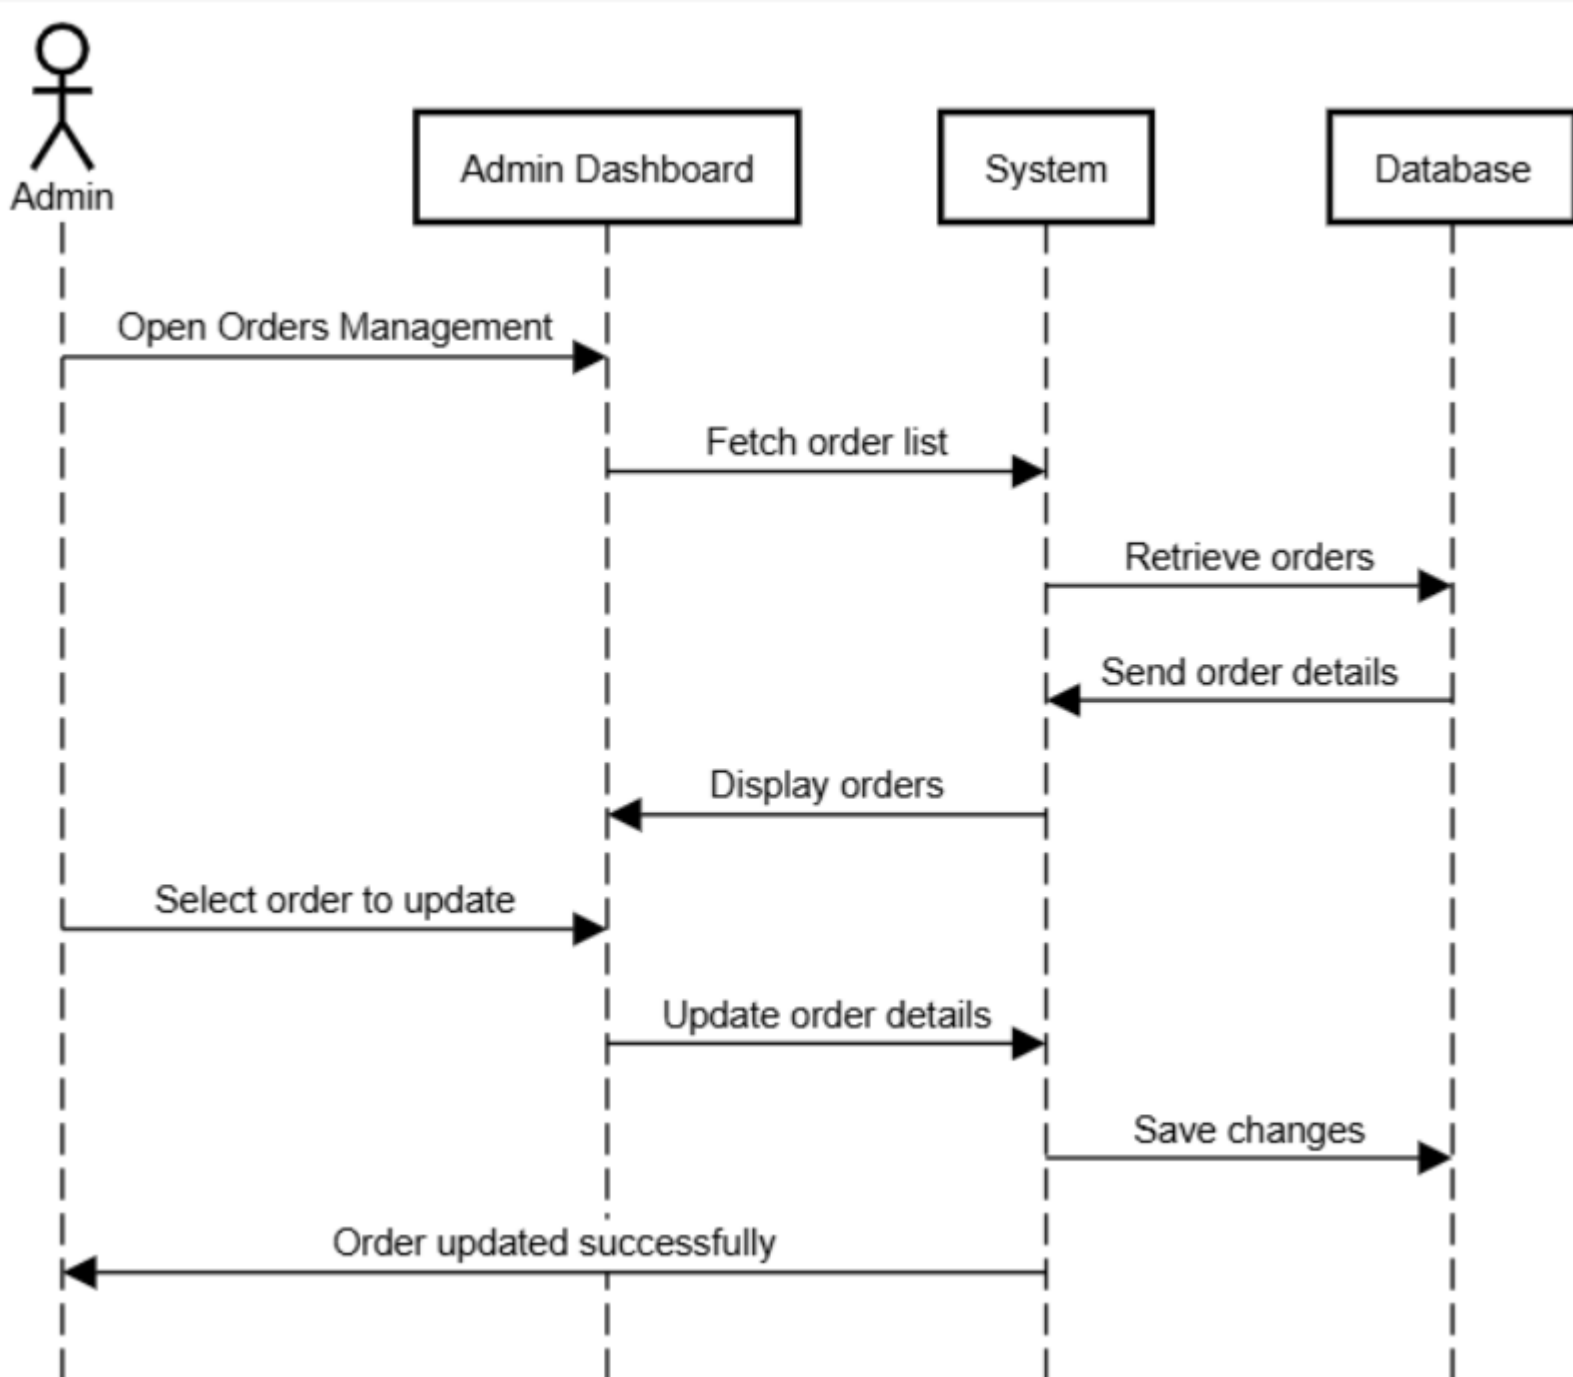 Admin
Admin Dashboard
System
Database
Open Orders Management
Fetch order list
Retrieve orders
Send order details
Display orders
Select order to update
Update order details
Save changes
Order updated successfully